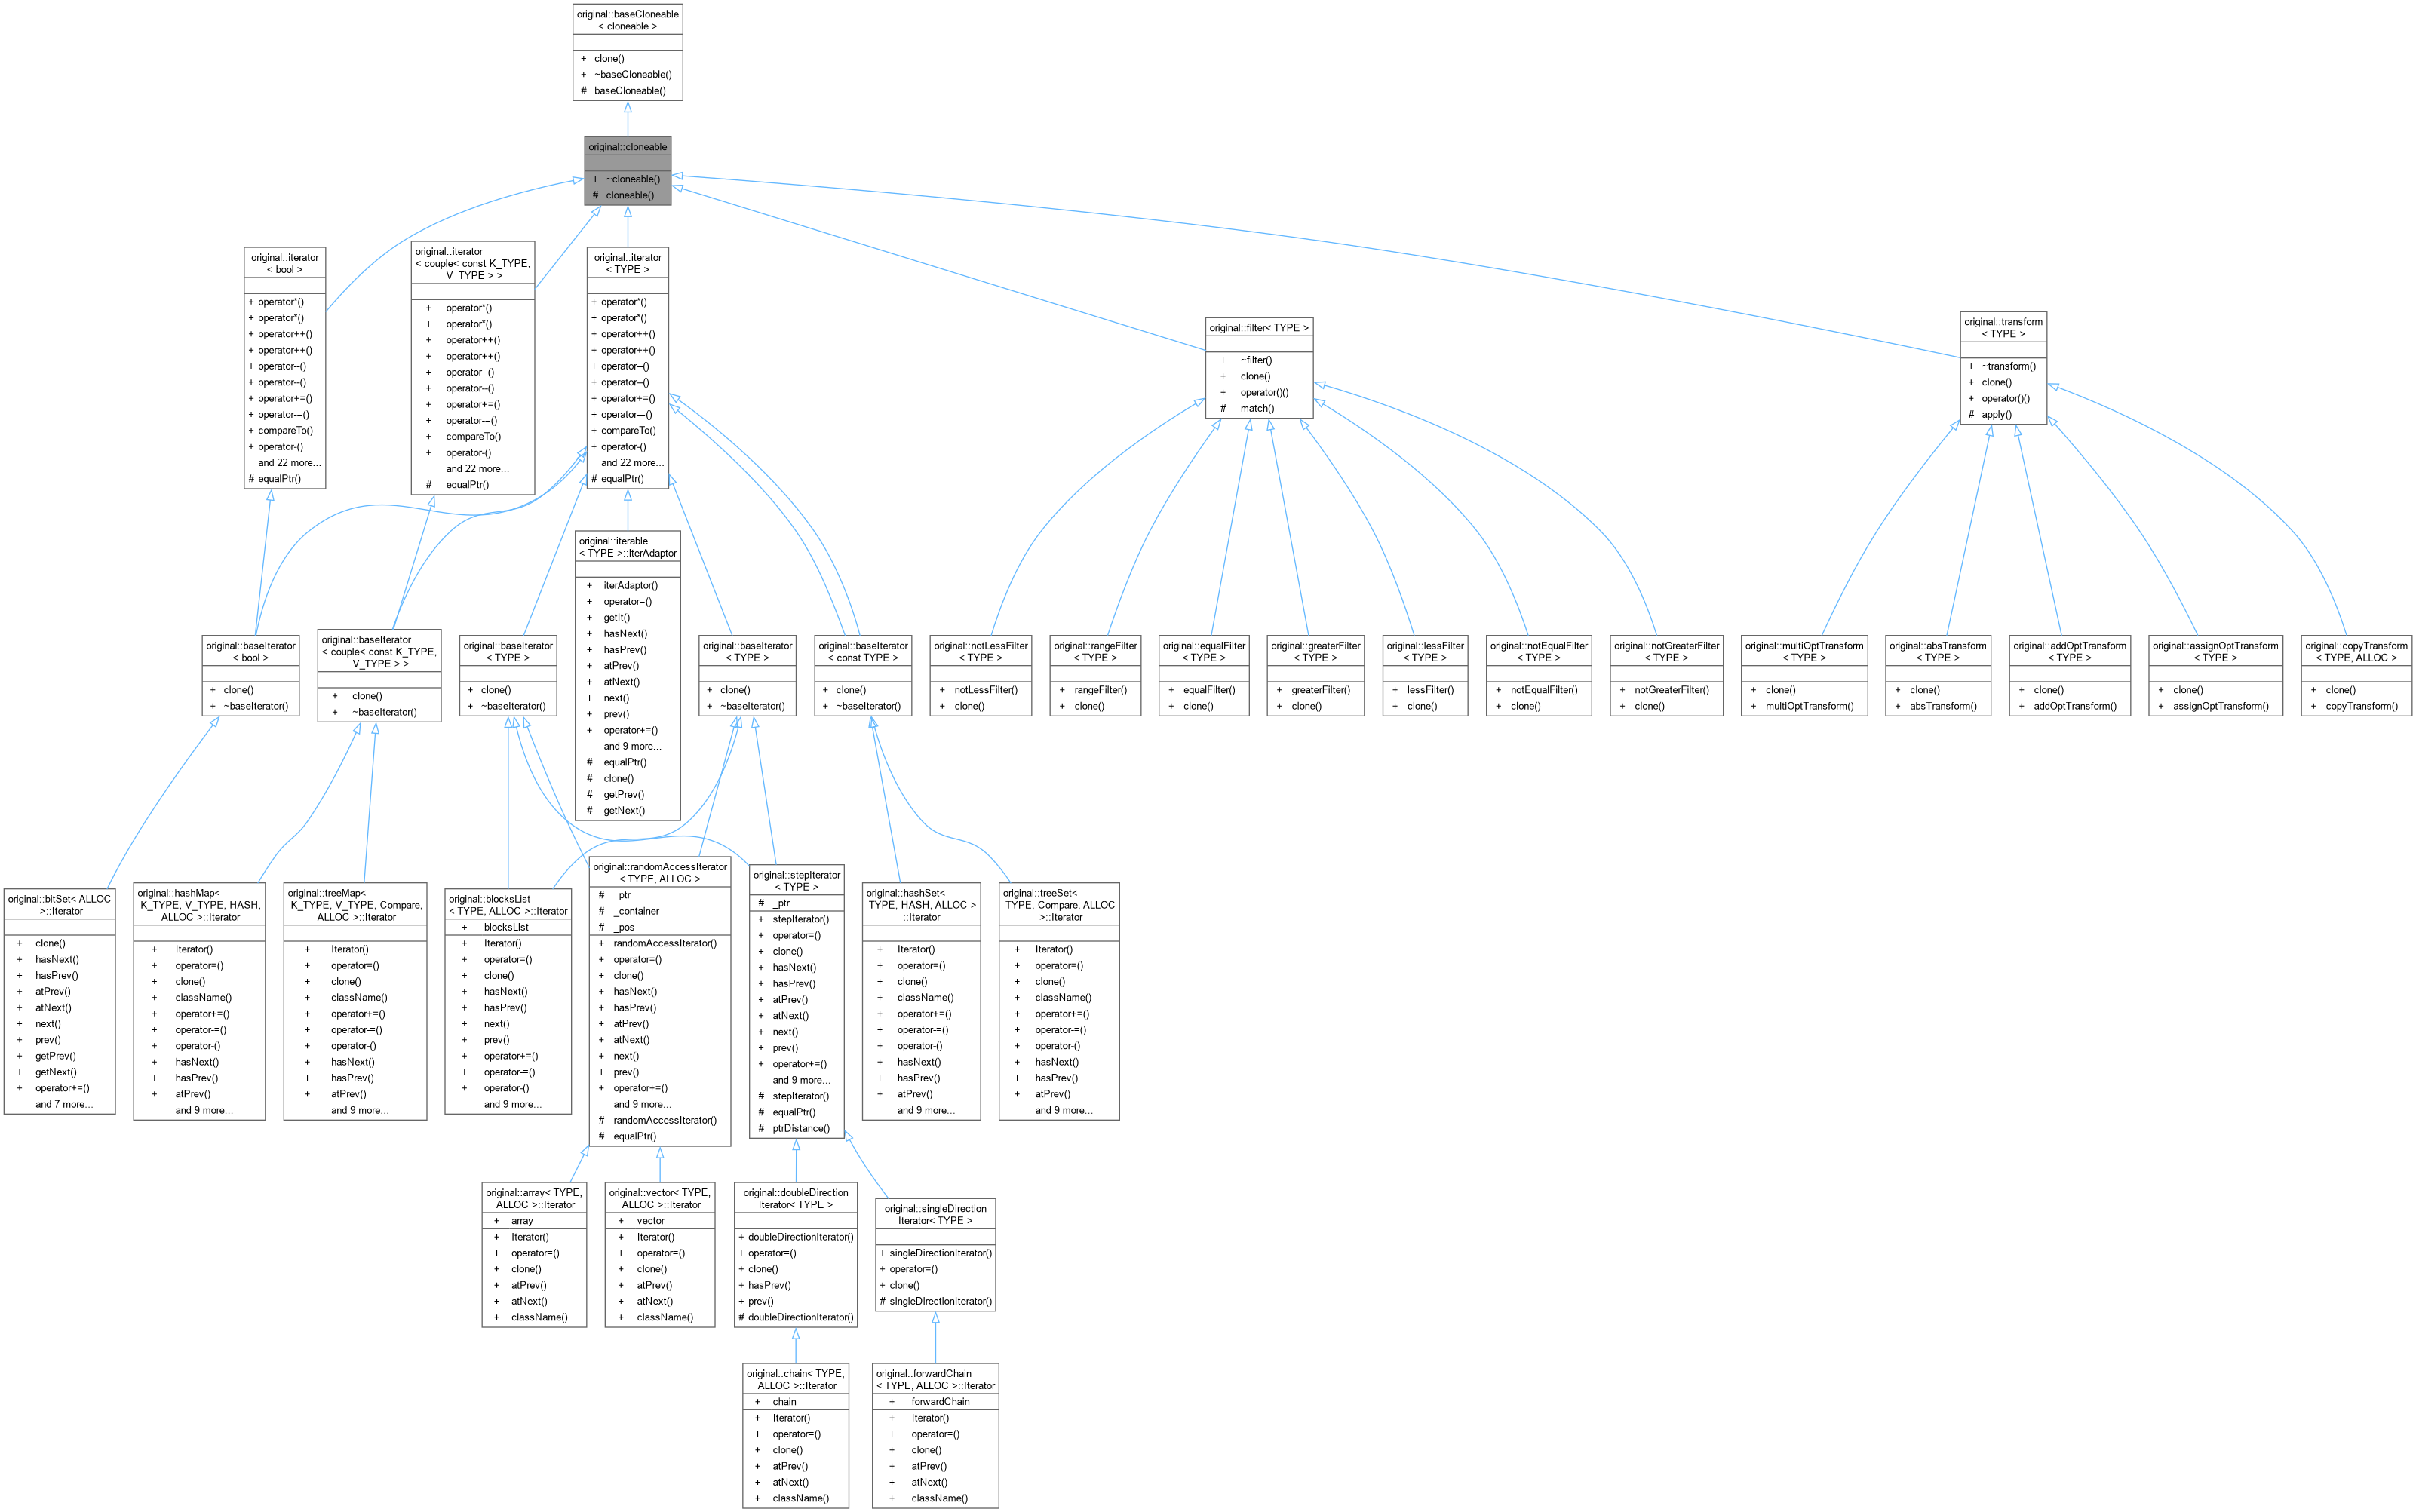 original::baseCloneable
< cloneable >
+ clone()
+ ~baseCloneable()
# baseCloneable()
original::cloneable
+ ~cloneable()
# cloneable()
original::iterator
< bool >
+ operator*()
+ operator*()
+ operator++()
+ operator++()
+ operator--()
+ operator--()
+ operator+=()
+ operator-=()
+ compareTo()
+ operator-()
and 22 more...
# equalPtr()
original::iterator
< couple< const K_TYPE,
V_TYPE > >
+ operator*()
+ operator*()
+ operator++()
+ operator++()
+ operator--()
+ operator--()
+ operator+=()
+ operator-=()
+ compareTo()
+ operator-()
and 22 more...
# equalPtr()
original::iterator
< TYPE >
+ operator*()
+ operator*()
+ operator++()
+ operator++()
+ operator--()
+ operator--()
+ operator+=()
+ operator-=()
+ compareTo()
+ operator-()
and 22 more...
# equalPtr()
original::filter< TYPE >
+ ~filter()
+ clone()
+ operator()()
# match()
original::transform
< TYPE >
+ ~transform()
+ clone()
+ operator()()
# apply()
original::iterable
< TYPE >::iterAdaptor
+ iterAdaptor()
+ operator=()
+ getIt()
+ hasNext()
+ hasPrev()
+ atPrev()
+ atNext()
+ next()
+ prev()
+ operator+=()
and 9 more...
# equalPtr()
# clone()
# getPrev()
# getNext()
original::baseIterator
< bool >
+ clone()
+ ~baseIterator()
original::baseIterator
< couple< const K_TYPE,
V_TYPE > >
+ clone()
+ ~baseIterator()
original::baseIterator
< TYPE >
+ clone()
+ ~baseIterator()
original::baseIterator
< TYPE >
+ clone()
+ ~baseIterator()
original::baseIterator
< const TYPE >
+ clone()
+ ~baseIterator()
original::notLessFilter
< TYPE >
+ notLessFilter()
+ clone()
original::rangeFilter
< TYPE >
+ rangeFilter()
+ clone()
original::equalFilter
< TYPE >
+ equalFilter()
+ clone()
original::greaterFilter
< TYPE >
+ greaterFilter()
+ clone()
original::lessFilter
< TYPE >
+ lessFilter()
+ clone()
original::notEqualFilter
< TYPE >
+ notEqualFilter()
+ clone()
original::notGreaterFilter
< TYPE >
+ notGreaterFilter()
+ clone()
original::multiOptTransform
< TYPE >
+ clone()
+ multiOptTransform()
original::absTransform
< TYPE >
+ clone()
+ absTransform()
original::addOptTransform
< TYPE >
+ clone()
+ addOptTransform()
original::assignOptTransform
< TYPE >
+ clone()
+ assignOptTransform()
original::copyTransform
< TYPE, ALLOC >
+ clone()
+ copyTransform()
original::bitSet< ALLOC
>::Iterator
+ clone()
+ hasNext()
+ hasPrev()
+ atPrev()
+ atNext()
+ next()
+ prev()
+ getPrev()
+ getNext()
+ operator+=()
and 7 more...
original::hashMap<
K_TYPE, V_TYPE, HASH,
ALLOC >::Iterator
+ Iterator()
+ operator=()
+ clone()
+ className()
+ operator+=()
+ operator-=()
+ operator-()
+ hasNext()
+ hasPrev()
+ atPrev()
and 9 more...
original::treeMap<
K_TYPE, V_TYPE, Compare,
ALLOC >::Iterator
+ Iterator()
+ operator=()
+ clone()
+ className()
+ operator+=()
+ operator-=()
+ operator-()
+ hasNext()
+ hasPrev()
+ atPrev()
and 9 more...
original::blocksList
< TYPE, ALLOC >::Iterator
+ blocksList
+ Iterator()
+ operator=()
+ clone()
+ hasNext()
+ hasPrev()
+ next()
+ prev()
+ operator+=()
+ operator-=()
+ operator-()
and 9 more...
original::randomAccessIterator
< TYPE, ALLOC >
# _ptr
# _container
# _pos
+ randomAccessIterator()
+ operator=()
+ clone()
+ hasNext()
+ hasPrev()
+ atPrev()
+ atNext()
+ next()
+ prev()
+ operator+=()
and 9 more...
# randomAccessIterator()
# equalPtr()
original::stepIterator
< TYPE >
# _ptr
+ stepIterator()
+ operator=()
+ clone()
+ hasNext()
+ hasPrev()
+ atPrev()
+ atNext()
+ next()
+ prev()
+ operator+=()
and 9 more...
# stepIterator()
# equalPtr()
# ptrDistance()
original::hashSet<
TYPE, HASH, ALLOC >
::Iterator
+ Iterator()
+ operator=()
+ clone()
+ className()
+ operator+=()
+ operator-=()
+ operator-()
+ hasNext()
+ hasPrev()
+ atPrev()
and 9 more...
original::treeSet<
TYPE, Compare, ALLOC
>::Iterator
+ Iterator()
+ operator=()
+ clone()
+ className()
+ operator+=()
+ operator-=()
+ operator-()
+ hasNext()
+ hasPrev()
+ atPrev()
and 9 more...
original::array< TYPE,
ALLOC >::Iterator
+ array
+ Iterator()
+ operator=()
+ clone()
+ atPrev()
+ atNext()
+ className()
original::vector< TYPE,
ALLOC >::Iterator
+ vector
+ Iterator()
+ operator=()
+ clone()
+ atPrev()
+ atNext()
+ className()
original::doubleDirection
Iterator< TYPE >
+ doubleDirectionIterator()
+ operator=()
+ clone()
+ hasPrev()
+ prev()
# doubleDirectionIterator()
original::singleDirection
Iterator< TYPE >
+ singleDirectionIterator()
+ operator=()
+ clone()
# singleDirectionIterator()
original::chain< TYPE,
ALLOC >::Iterator
+ chain
+ Iterator()
+ operator=()
+ clone()
+ atPrev()
+ atNext()
+ className()
original::forwardChain
< TYPE, ALLOC >::Iterator
+ forwardChain
+ Iterator()
+ operator=()
+ clone()
+ atPrev()
+ atNext()
+ className()